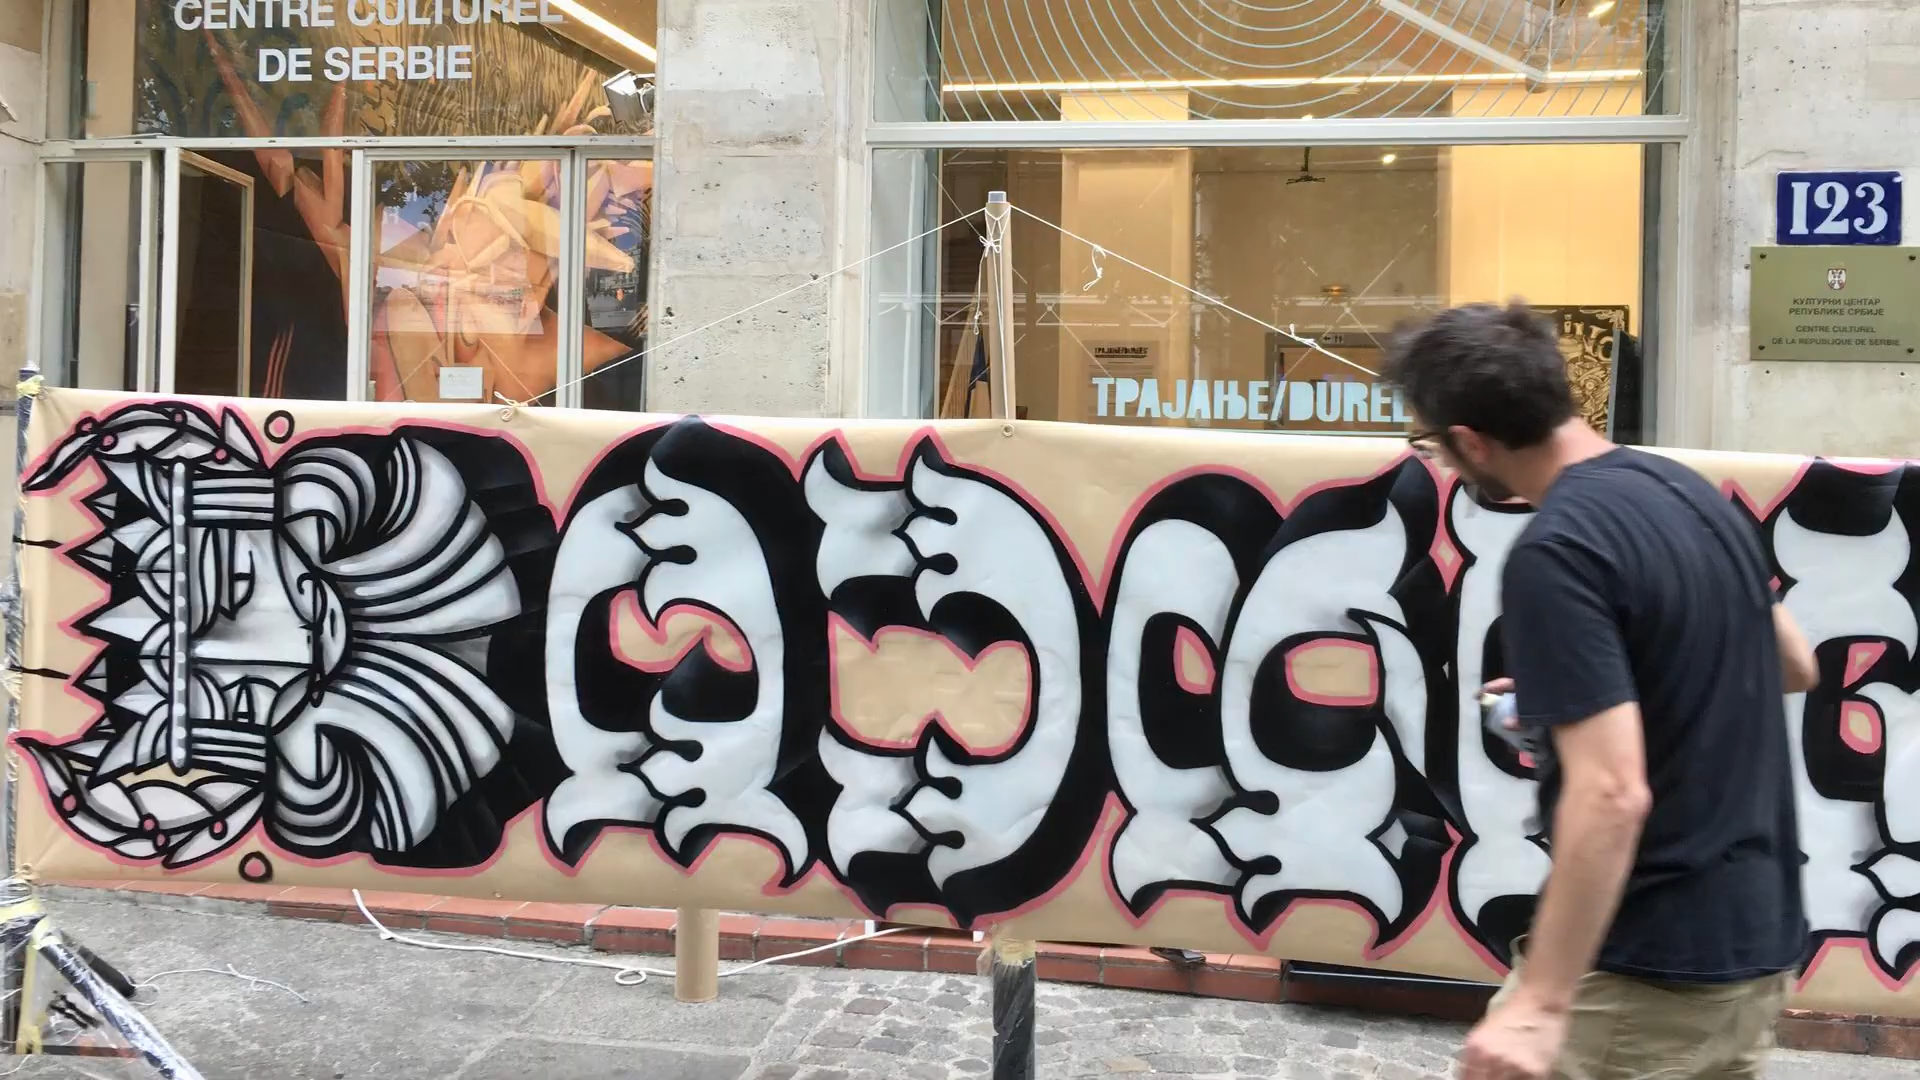 CENTRE CULTUREL
DE SERBIE
123
КУЛТУРНИ ЦЕНТАР
РЕПУБЛИКЕ СРБИЈЕ
CENTRE CULTUREL
DE LA REPUBLIQUE DE SERBIE
ТРАЈАЊЕ/DUREE